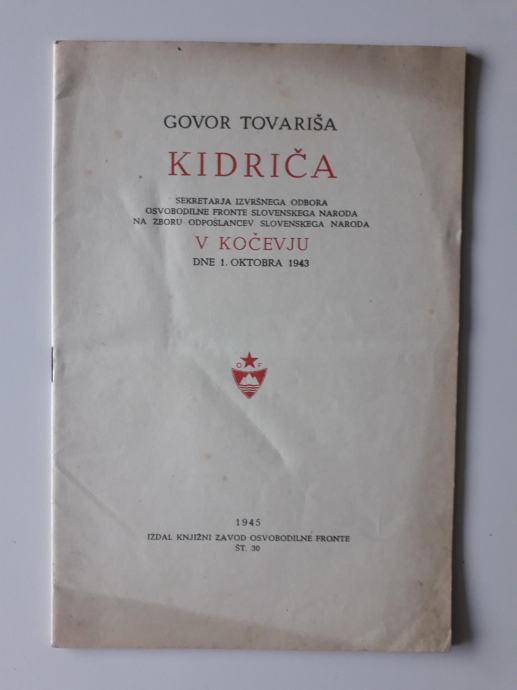 GOVOR TOVARIŠA
KIDRIČA
SEKRETARJA IZVRŠNEGA ODBORA
OSVOBODILNE FRONTE SLOVENSKEGA NARODA
NA ZBORU ODPOSLANCEV SLOVENSKEGA NARODA
V KOČEVJU
DNE 1. OKTOBRA 1943
O F
1945
IZDAL KNJIŽNI ZAVOD OSVOBODILNE FRONTE
ŠT. 30